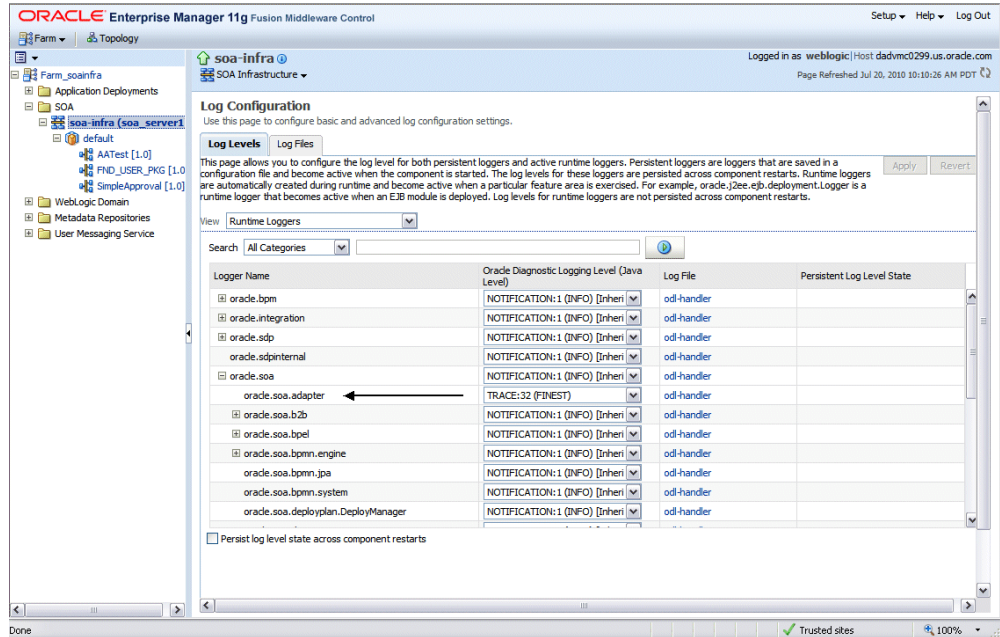 ORACLE Enterprise Manager 11g Fusion Middleware Control
Setup Help Log Out
Farm Topology
Farm_soainfra
Application Deployments
SOA
soa-infra (soa_server1
default
AATest [1.0]
FND_USER_PKG [1.0
SimpleApproval [1.0]
WebLogic Domain
Metadata Repositories
User Messaging Service
soa-infra
SOA Infrastructure
Logged in as weblogic|Host dadvmc0299.us.oracle.com
Page Refreshed Jul 20, 2010 10:10:26 AM PDT
Log Configuration
Use this page to configure basic and advanced log configuration settings.
Log Levels Log Files
This page allows you to configure the log level for both persistent loggers and active runtime loggers. Persistent loggers are loggers that are saved in a
configuration file and become active when the component is started. The log levels for these loggers are persisted across component restarts. Runtime loggers
are automatically created during runtime and become active when a particular feature area is exercised. For example, oracle.j2ee.ejb.deployment.Logger is a
runtime logger that becomes active when an EJB module is deployed. Log levels for runtime loggers are not persisted across component restarts.
Apply Revert
View Runtime Loggers
Search All Categories
Logger Name Oracle Diagnostic Logging Level (Java Log File Persistent Log Level State
Level)
oracle.bpm NOTIFICATION:1 (INFO) [Inheri odl-handler
oracle.integration NOTIFICATION:1 (INFO) [Inheri odl-handler
oracle.sdp NOTIFICATION:1 (INFO) [Inheri odl-handler
oracle.sdpinternal NOTIFICATION:1 (INFO) [Inheri odl-handler
oracle.soa NOTIFICATION:1 (INFO) [Inheri odl-handler
oracle.soa.adapter TRACE:32 (FINEST) odl-handler
oracle.soa.b2b NOTIFICATION:1 (INFO) [Inheri odl-handler
oracle.soa.bpel NOTIFICATION:1 (INFO) [Inheri odl-handler
oracle.soa.bpmn.engine NOTIFICATION:1 (INFO) [Inheri odl-handler
oracle.soa.bpmn.jpa NOTIFICATION:1 (INFO) [Inheri odl-handler
oracle.soa.bpmn.system NOTIFICATION:1 (INFO) [Inheri odl-handler
oracle.soa.deployplan.DeployManager NOTIFICATION:1 (INFO) [Inheri odl-handler
Persist log level state across component restarts
Done Trusted sites 100%